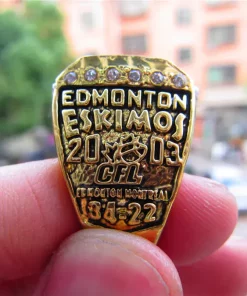 EDMONTON
ESKIMOS
2003
CFL
EDMONTON MONTREAL
34-22